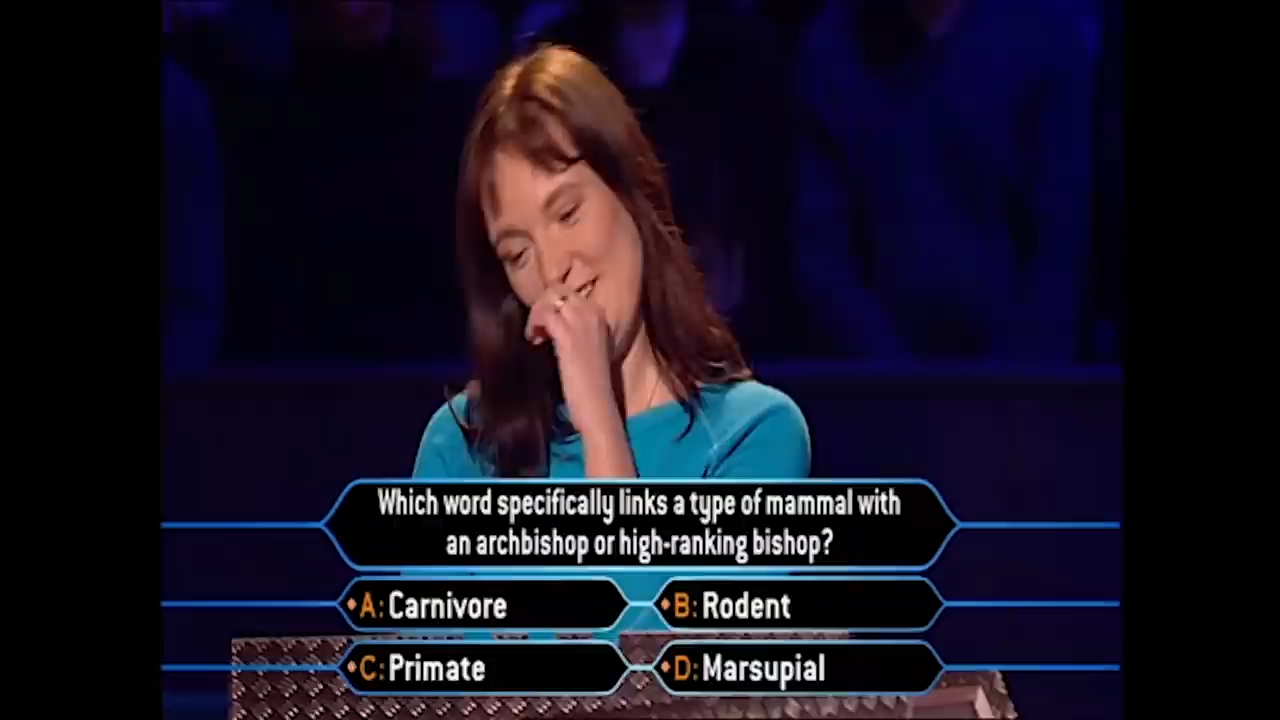 Which word specifically links a type of mammal with
an archbishop or high-ranking bishop?
A: Carnivore
B: Rodent
C: Primate
D: Marsupial